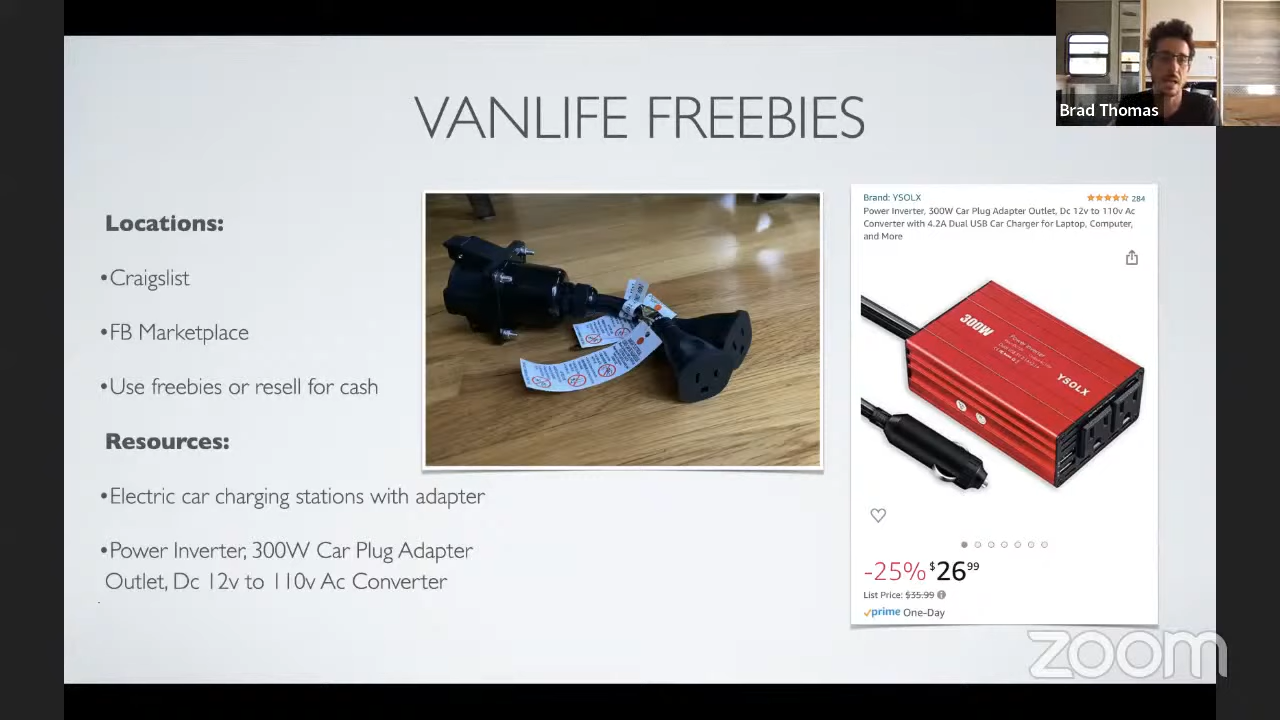 Brad Thomas
VANLIFE FREEBIES
Locations:
•Craigslist
•FB Marketplace
•Use freebies or resell for cash
Resources:
•Electric car charging stations with adapter
•Power Inverter, 300W Car Plug Adapter
Outlet, Dc 12v to 110v Ac Converter
Brand: YSOLX
284
Power Inverter, 300W Car Plug Adapter Outlet, Dc 12v to 110v Ac
Converter with 4.2A Dual USB Car Charger for Laptop, Computer,
and More
300W
Power Inverter
YSOLX
-25% $26 99
List Price: $35.99
prime One-Day
zoom